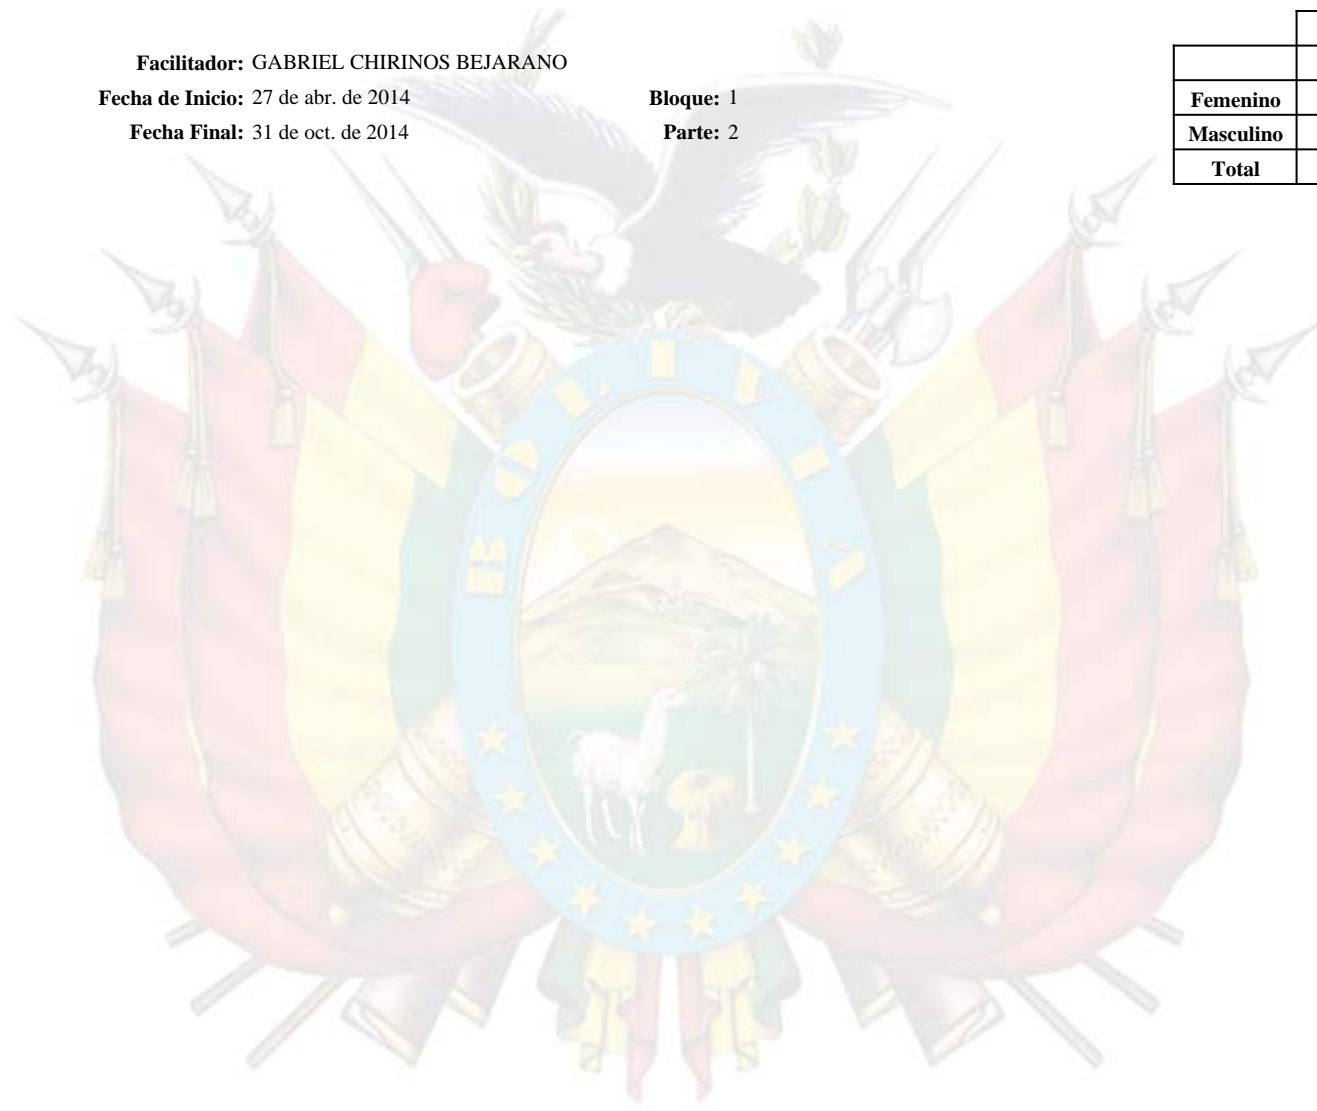 Facilitador: GABRIEL CHIRINOS BEJARANO
Fecha de Inicio: 27 de abr. de 2014 Bloque: 1
Fecha Final: 31 de oct. de 2014 Parte: 2
Femenino
Masculino
Total
BOLIVIA